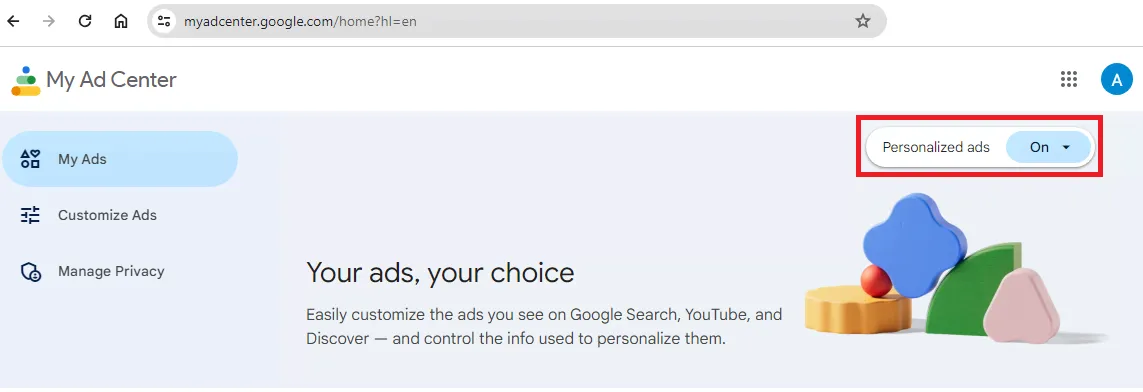 myadcenter.google.com/home?hl=en
My Ad Center
A
My Ads
Personalized ads On
Customize Ads
Manage Privacy
Your ads, your choice
Easily customize the ads you see on Google Search, YouTube, and
Discover — and control the info used to personalize them.